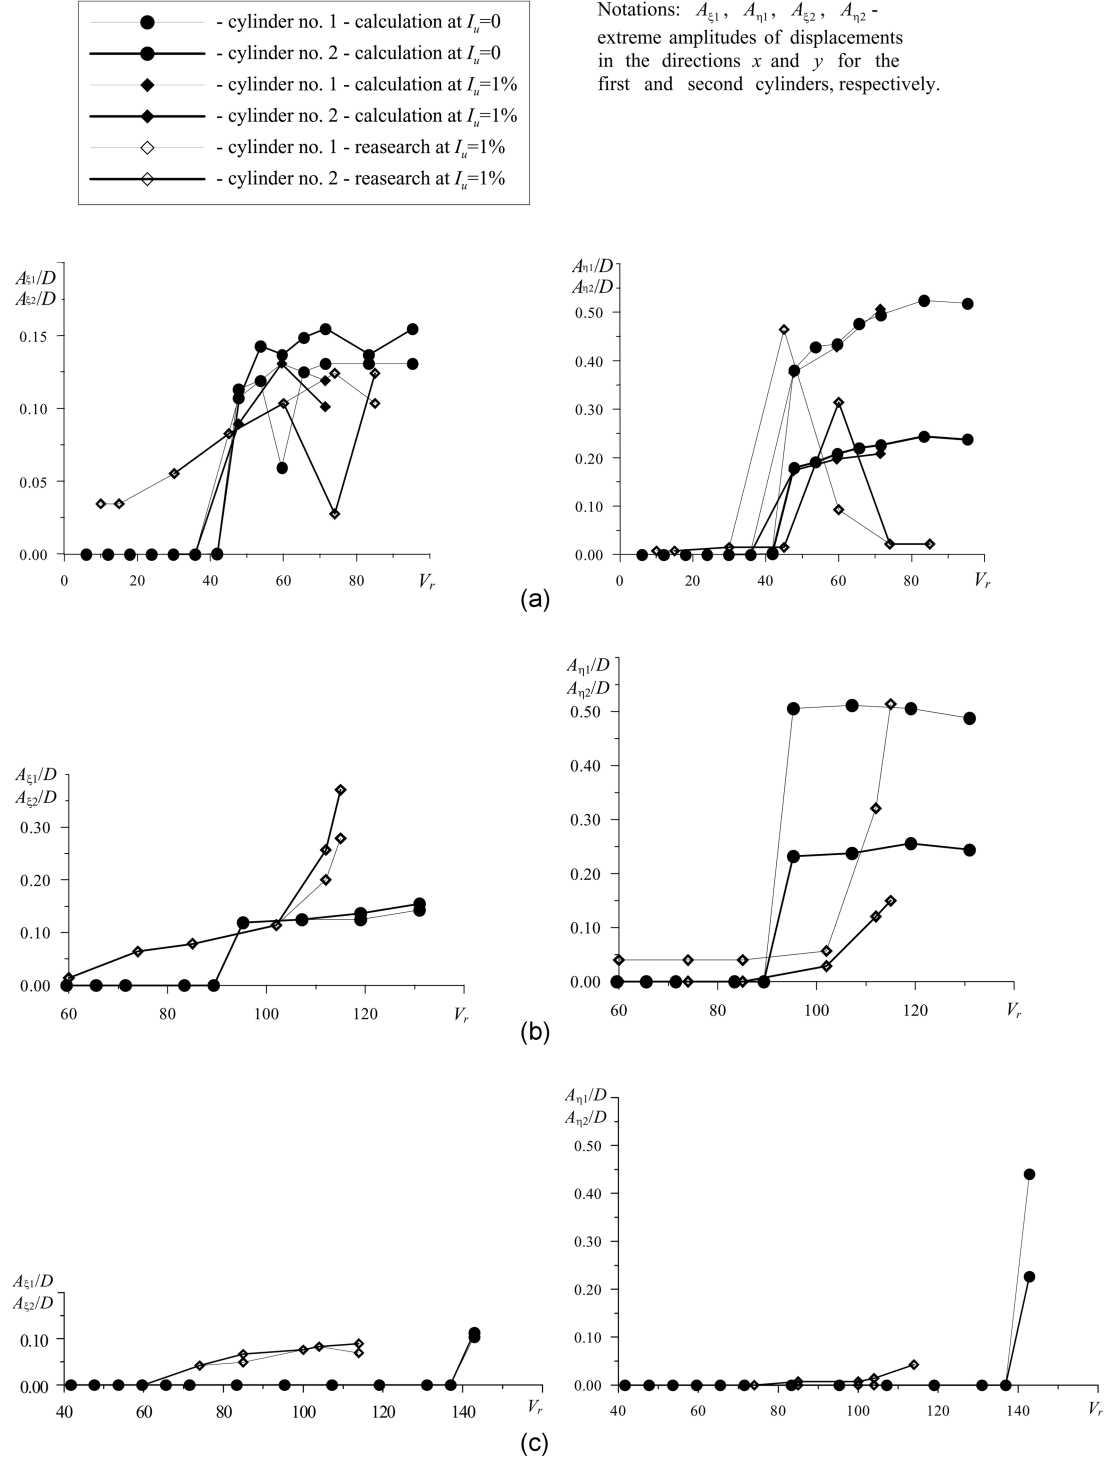 - cylinder no. 1 - calculation at Iu=0
- cylinder no. 2 - calculation at Iu=0
- cylinder no. 1 - calculation at Iu=1%
- cylinder no. 2 - calculation at Iu=1%
- cylinder no. 1 - reasearch at Iu=1%
- cylinder no. 2 - reasearch at Iu=1%
Notations: Aξ1, Aη1, Aξ2, Aη2 -
extreme amplitudes of displacements
in the directions x and y for the
first and second cylinders, respectively.
Aξ1/D
Aξ2/D
0.15
0.10
0.05
0.00
0 20 40 60 80 Vr
Aη1/D
Aη2/D
0.50
0.40
0.30
0.20
0.10
0.00
0 20 40 60 80 Vr
(a)
Aξ1/D
Aξ2/D
0.30
0.20
0.10
0.00
60 80 100 120 Vr
Aη1/D
Aη2/D
0.50
0.40
0.30
0.20
0.10
0.00
60 80 100 120 Vr
(b)
Aξ1/D
Aξ2/D
0.10
0.00
40 60 80 100 120 140 Vr
Aη1/D
Aη2/D
0.50
0.40
0.30
0.20
0.10
0.00
40 60 80 100 120 140 Vr
(c)